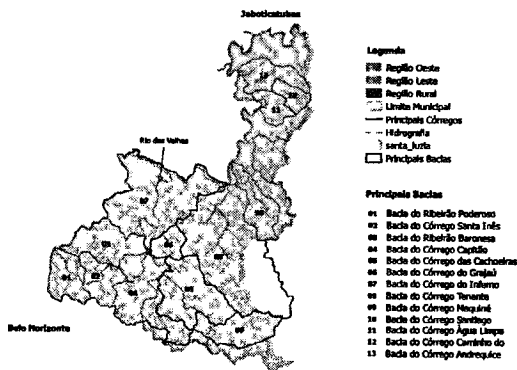 Jaboticatubas
Rio das Velhas
Belo Horizonte
Legenda
Região Oeste
Região Leste
Região Rural
Limite Municipal
Principais Córregos
Hidrografia
santa_luzia
Principais Bacias
Principais Bacias
01 Bacia do Ribeirão Poderoso
02 Bacia do Córrego Santa Inês
03 Bacia do Ribeirão Baronesa
04 Bacia do Córrego Capitão
05 Bacia do Córrego das Cachoeiras
06 Bacia do Córrego do Grajaú
07 Bacia do Córrego do Inferno
08 Bacia do Córrego Tenente
09 Bacia do Córrego Maquiné
10 Bacia do Córrego Santiago
11 Bacia do Córrego Água Limpa
12 Bacia do Córrego Caminho do
13 Bacia do Córrego Andrequice